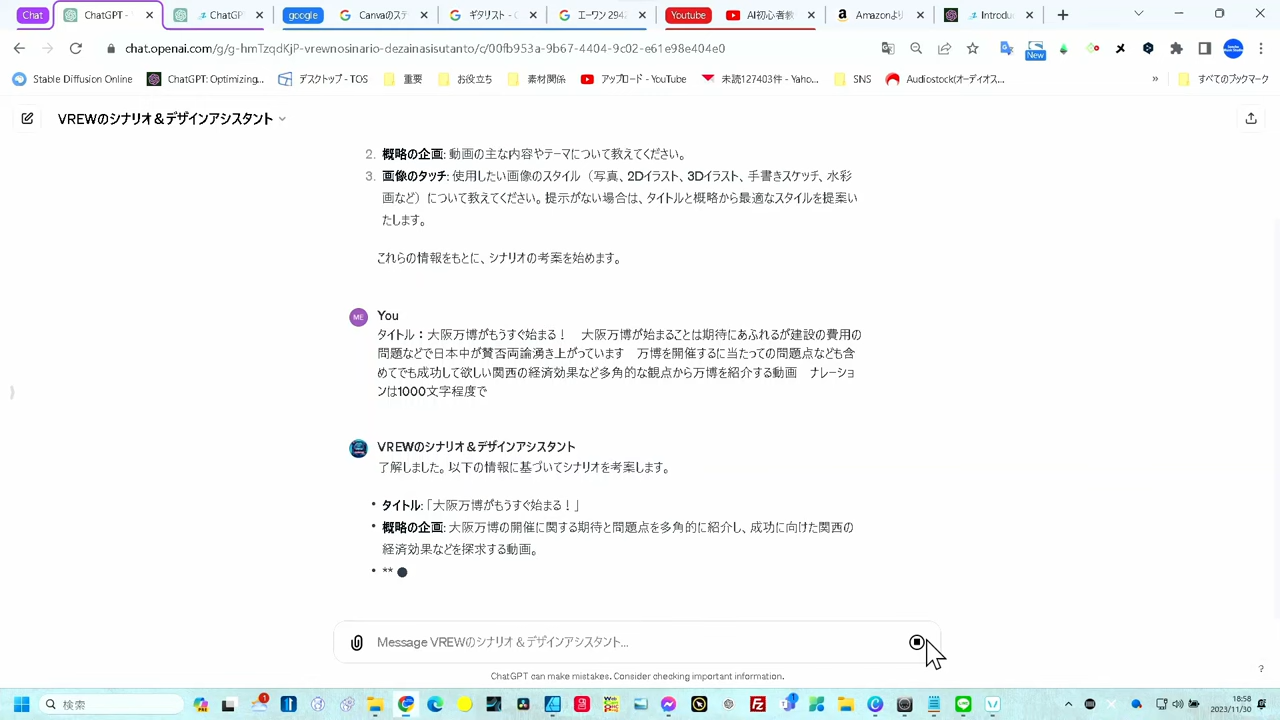 Chat
ChatGPT -
ChatGPT:
google
Canvaのステ
ギタリスト - G
エーワン 294
Youtube
AI初心者救
Amazonより
Introduc
chat.openai.com/g/g-hmTzqdKjP-vrewnosinario-dezainasisutanto/c/00fb953a-9b67-4404-9c02-e61e98e404e0
New
Stable Diffusion Online
ChatGPT: Optimizing...
デスクトップ - TOS
重要
お役立ち
素材関係
アップロード - YouTube
未読127403件 - Yaho...
SNS
Audiostock(オーディオス...
»
すべてのブックマーク
VREWのシナリオ＆デザインアシスタント
2. 概略の企画: 動画の主な内容やテーマについて教えてください。
3. 画像のタッチ: 使用したい画像のスタイル（写真、2Dイラスト、3Dイラスト、手書きスケッチ、水彩
画など）について教えてください。提示がない場合は、タイトルと概略から最適なスタイルを提案い
たします。
これらの情報をもとに、シナリオの考案を始めます。
ME
You
タイトル：大阪万博がもうすぐ始まる！　大阪万博が始まることは期待にあふれるが建設の費用の
問題などで日本中が賛否両論湧き上がっています　万博を開催するに当たっての問題点なども含
めてでも成功して欲しい関西の経済効果など多角的な観点から万博を紹介する動画　ナレーショ
ンは1000文字程度で
VREWのシナリオ＆デザインアシスタント
了解しました。以下の情報に基づいてシナリオを考案します。
• タイトル: 「大阪万博がもうすぐ始まる！」
• 概略の企画: 大阪万博の開催に関する期待と問題点を多角的に紹介し、成功に向けた関西の
経済効果などを探求する動画。
• **
Message VREWのシナリオ＆デザインアシスタント...
ChatGPT can make mistakes. Consider checking important information.
?
検索
1
18:58
2023/11/30